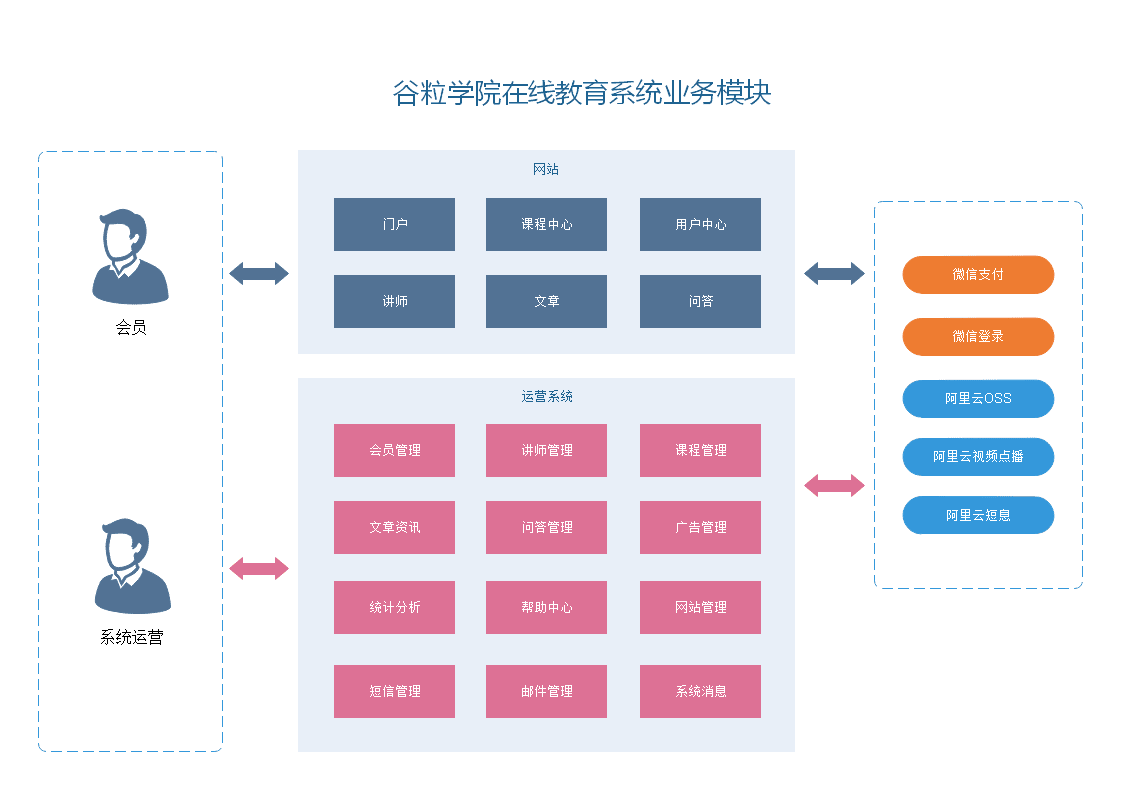 谷粒学院在线教育系统业务模块
会员
系统运营
网站
门户
课程中心
用户中心
讲师
文章
问答
运营系统
会员管理
讲师管理
课程管理
文章资讯
问答管理
广告管理
统计分析
帮助中心
网站管理
短信管理
邮件管理
系统消息
微信支付
微信登录
阿里云OSS
阿里云视频点播
阿里云短息